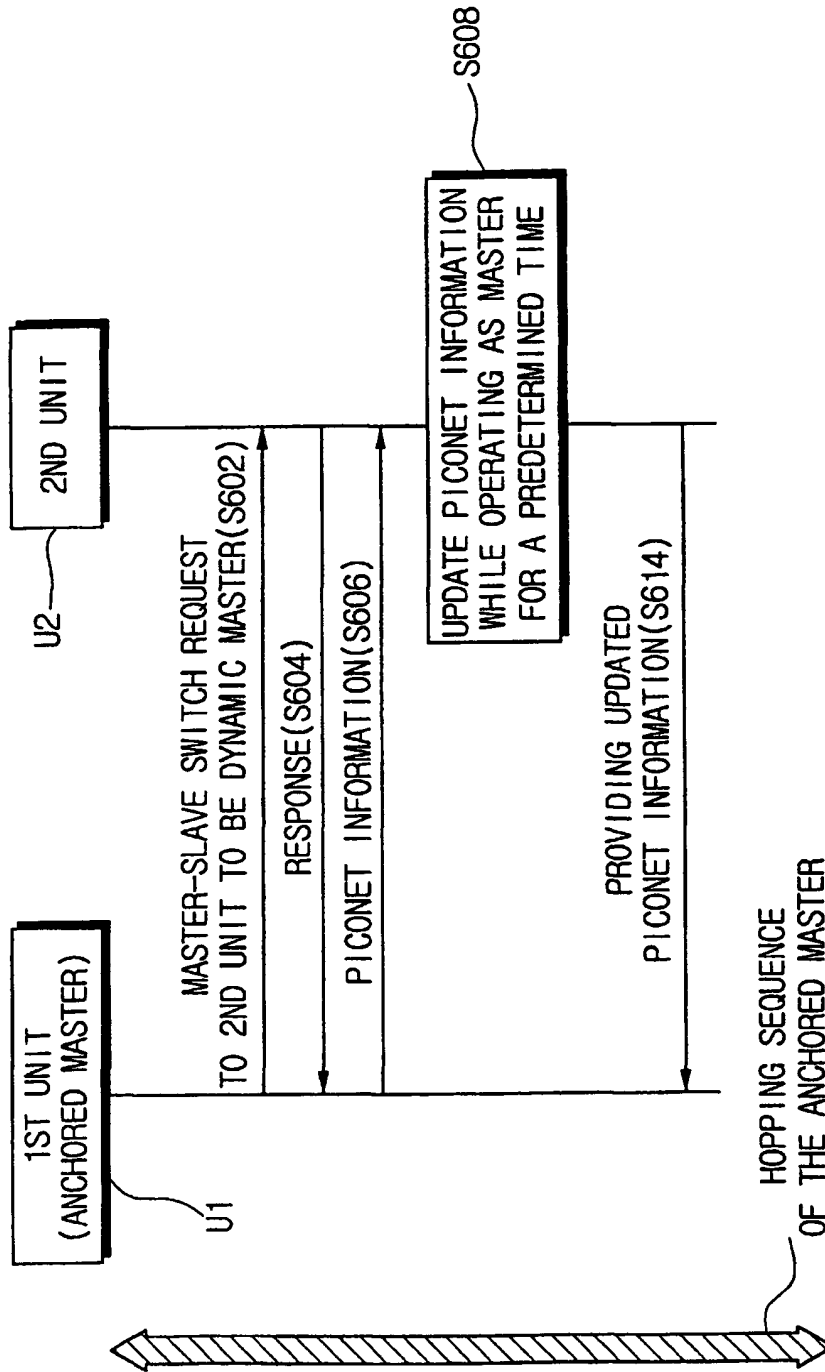 1ST UNIT
(ANCHORED MASTER)
U1
2ND UNIT
U2
MASTER-SLAVE SWITCH REQUEST
TO 2ND UNIT TO BE DYNAMIC MASTER(S602)
RESPONSE(S604)
PICONET INFORMATION(S606)
UPDATE PICONET INFORMATION
WHILE OPERATING AS MASTER
FOR A PREDETERMINED TIME
S608
PROVIDING UPDATED
PICONET INFORMATION(S614)
HOPPING SEQUENCE
OF THE ANCHORED MASTER